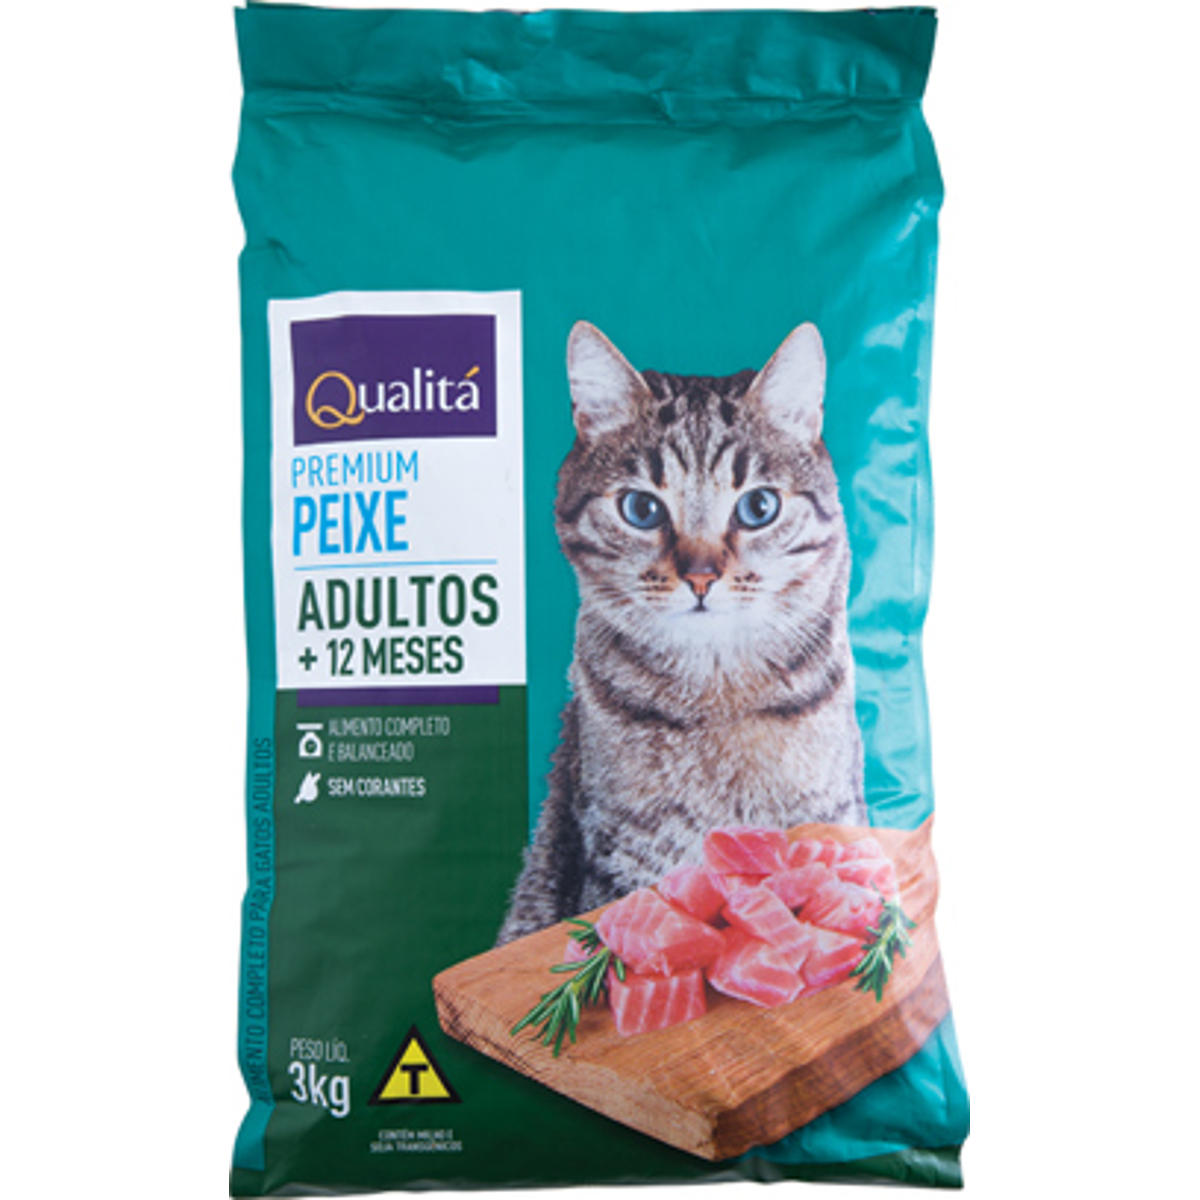 Qualitá
PREMIUM
PEIXE
ADULTOS
+ 12 MESES
ALIMENTO COMPLETO
E BALANCEADO
SEM CORANTES
ALIMENTO COMPLETO PARA GATOS ADULTOS
PESO LÍQ.
3kg
T
CONTÉM MILHO E
SOJA TRANSGÊNICOS